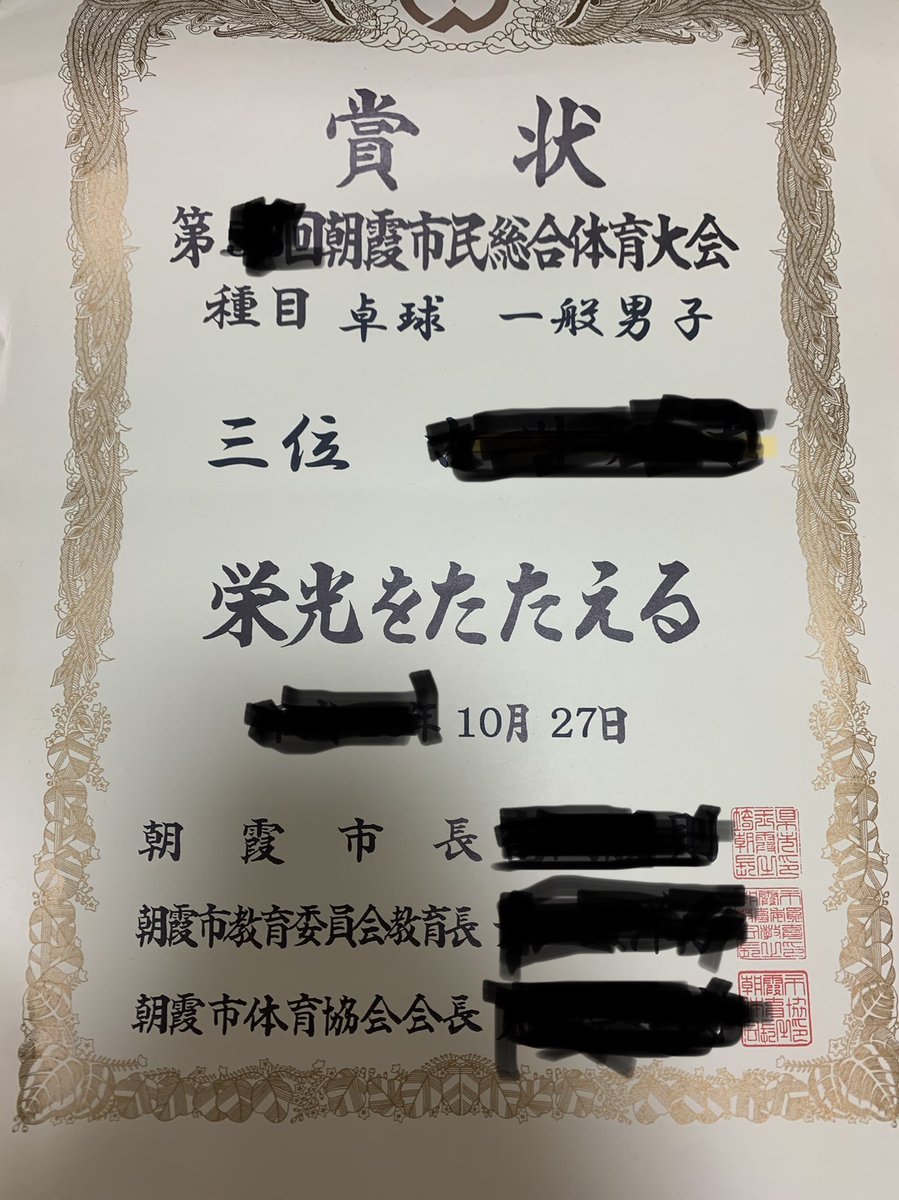 賞状
第 回朝霞市民総合体育大会
種目 卓球 一般男子
三位
栄光をたたえる
年 10月 27日
朝霞市長
朝霞市教育委員会教育長
朝霞市体育協会会長